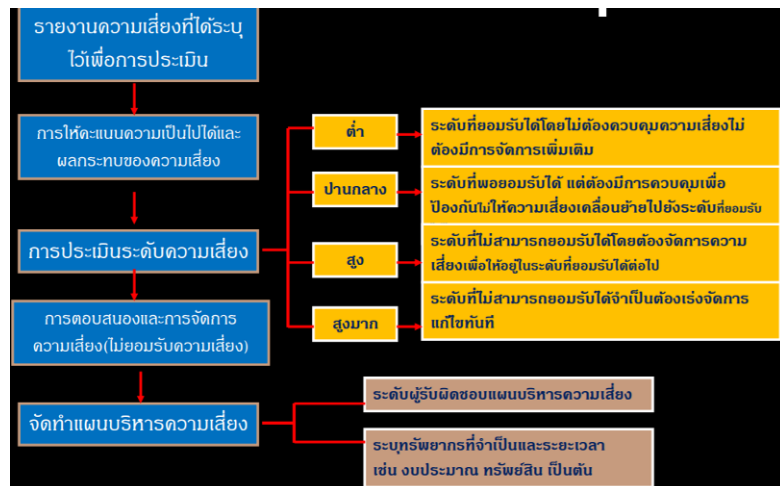 รายงานความเสี่ยงที่ได้ระบุ
ไว้เพื่อการประเมิน
การให้คะแนนความเป็นไปได้และ
ผลกระทบของความเสี่ยง
การประเมินระดับความเสี่ยง
ต่ำ
ระดับที่ยอมรับได้โดยไม่ต้องควบคุมความเสี่ยงไม่
ต้องมีการจัดการเพิ่มเติม
ปานกลาง
ระดับที่พอยอมรับได้ แต่ต้องมีการควบคุมเพื่อ
ป้องกันไม่ให้ความเสี่ยงเคลื่อนย้ายไปยังระดับที่ยอมรับ
สูง
ระดับที่ไม่สามารถยอมรับได้โดยต้องจัดการความ
เสี่ยงเพื่อให้อยู่ในระดับที่ยอมรับได้ต่อไป
สูงมาก
ระดับที่ไม่สามารถยอมรับได้จำเป็นต้องเร่งจัดการ
แก้ไขทันที
การตอบสนองและการจัดการ
ความเสี่ยง(ไม่ยอมรับความเสี่ยง)
จัดทำแผนบริหารความเสี่ยง
ระดับผู้รับผิดชอบแผนบริหารความเสี่ยง
ระบุทรัพยากรที่จำเป็นและระยะเวลา
เช่น งบประมาณ ทรัพย์สิน เป็นต้น